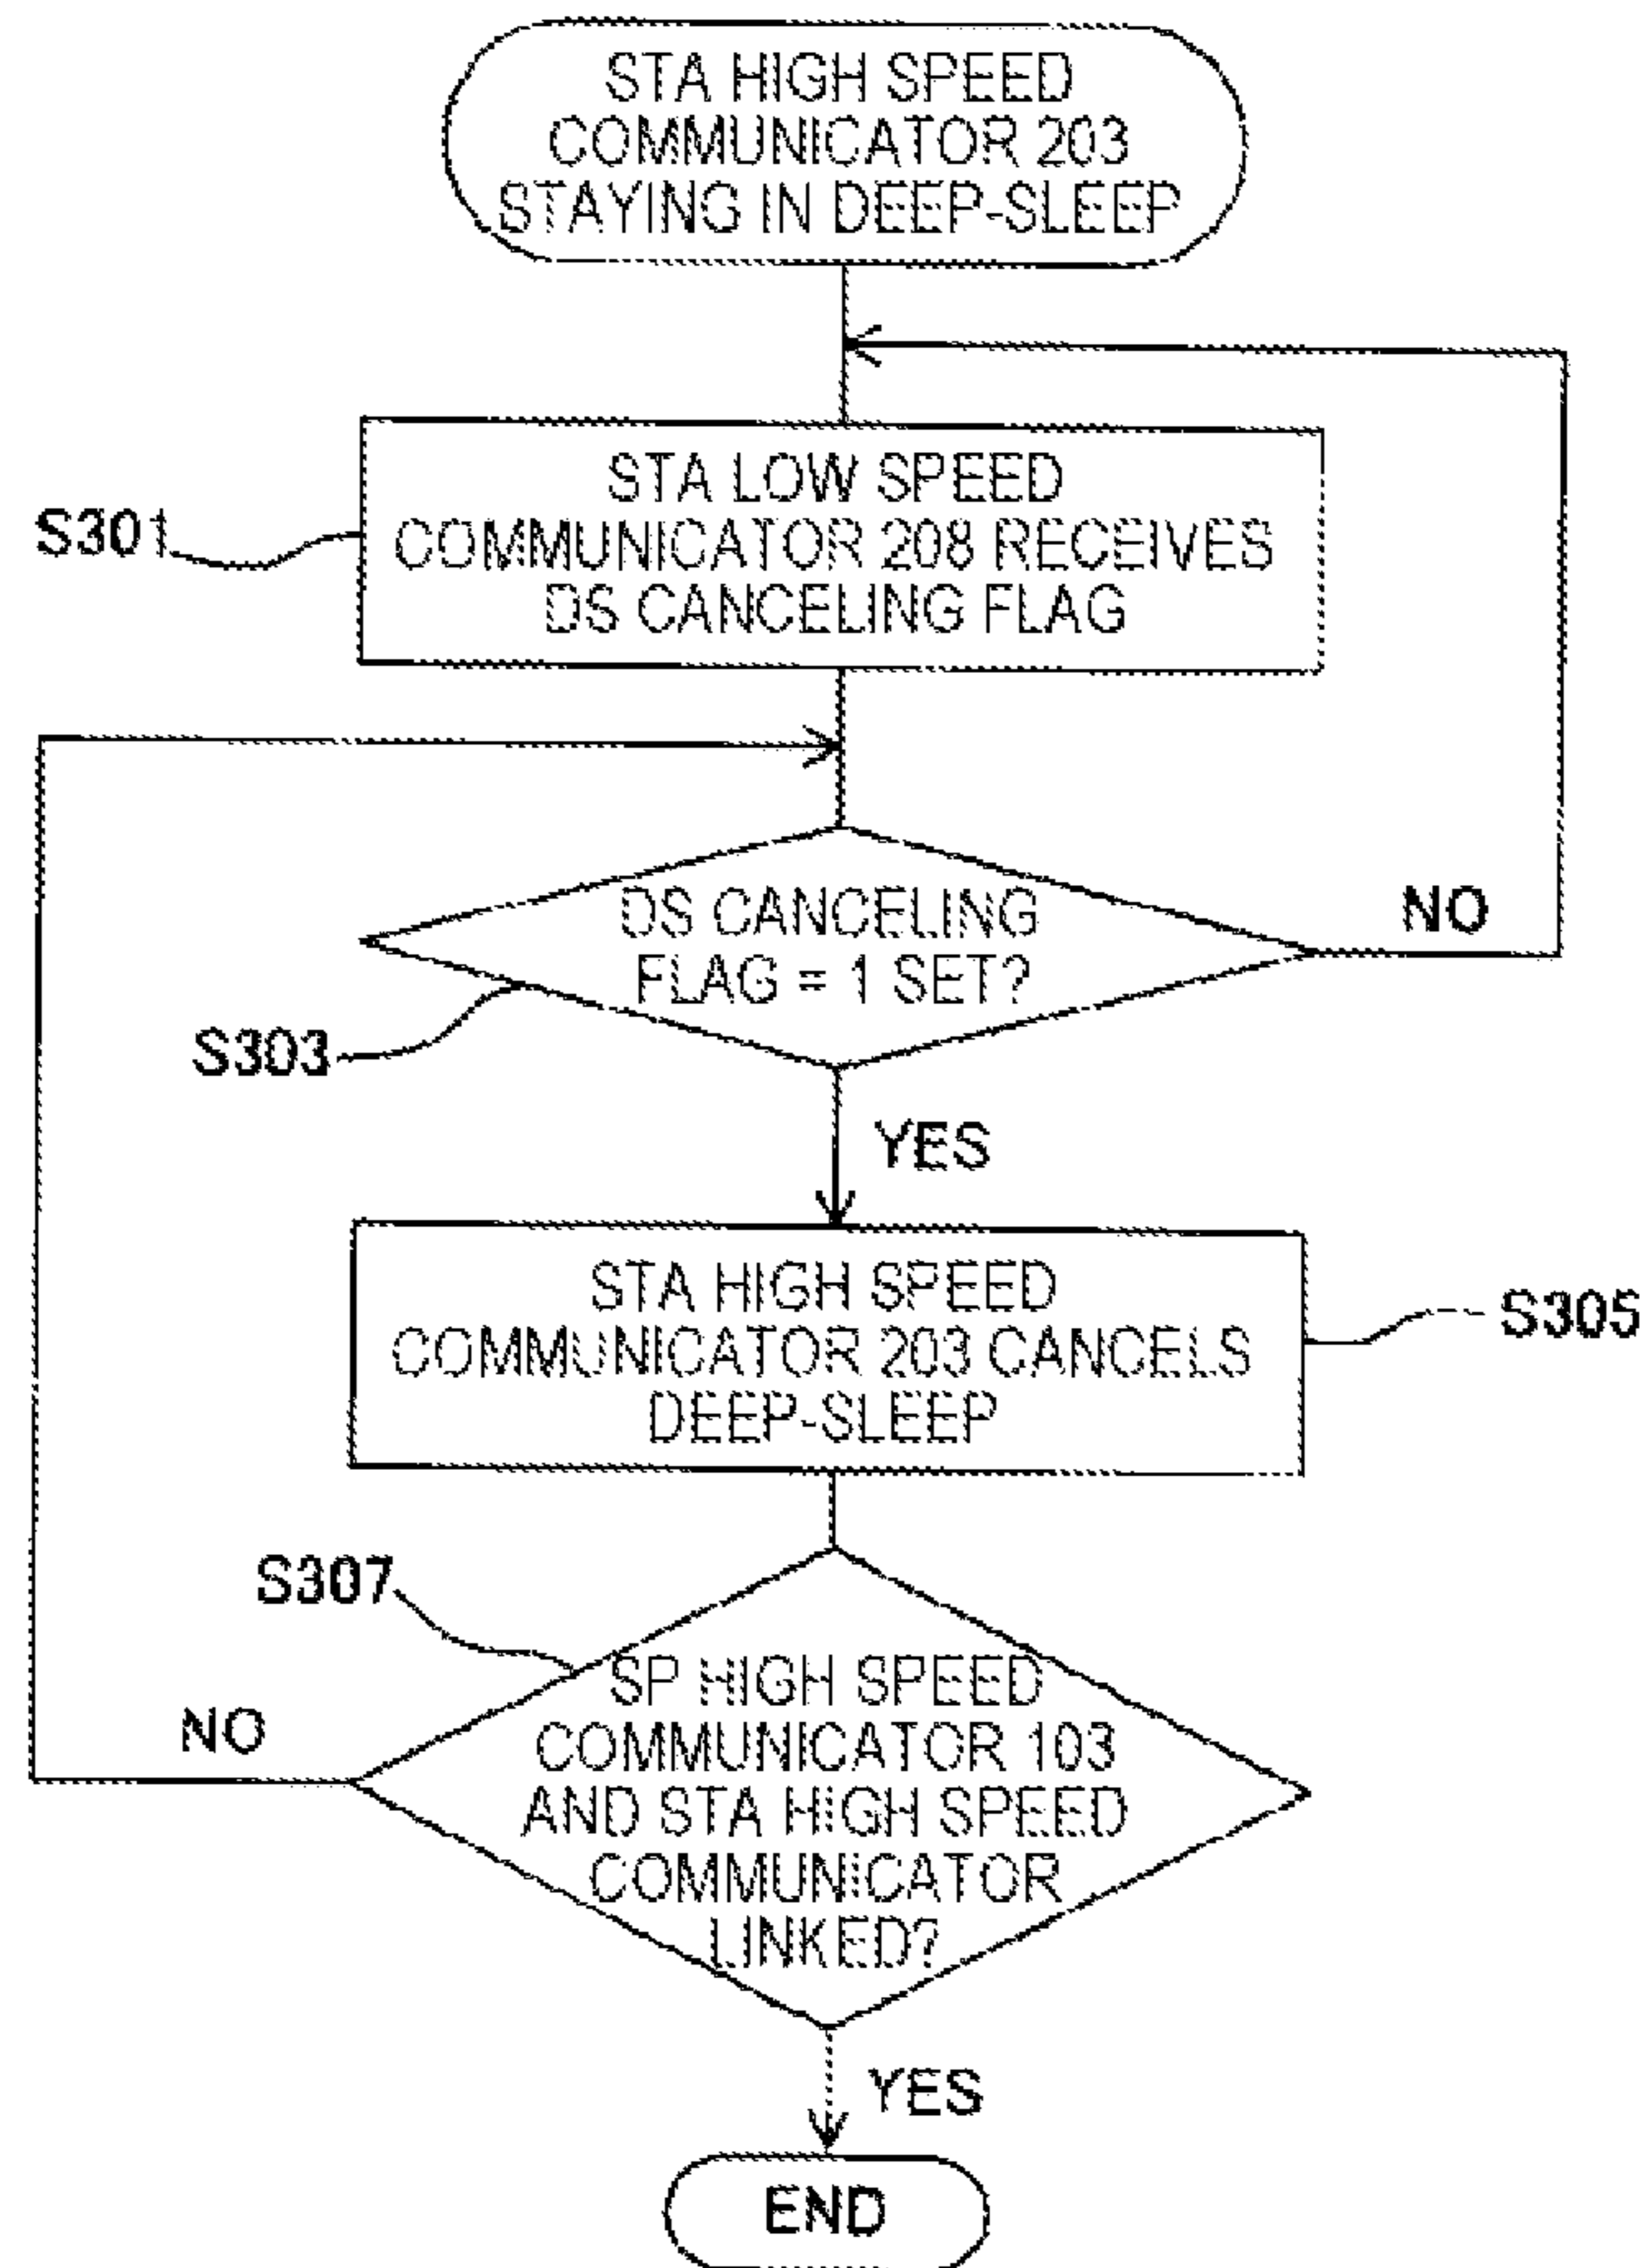 STA HIGH SPEED
COMMUNICATOR 203
STAYING IN DEEP-SLEEP
S301
STA LOW SPEED
COMMUNICATOR 208 RECEIVES
DS CANCELING FLAG
DS CANCELING
FLAG = 1 SET?
NO
S303
YES
STA HIGH SPEED
COMMUNICATOR 203 CANCELS
DEEP-SLEEP
S305
S307
SP HIGH SPEED
COMMUNICATOR 103
AND STA HIGH SPEED
COMMUNICATOR
LINKED?
NO
YES
END